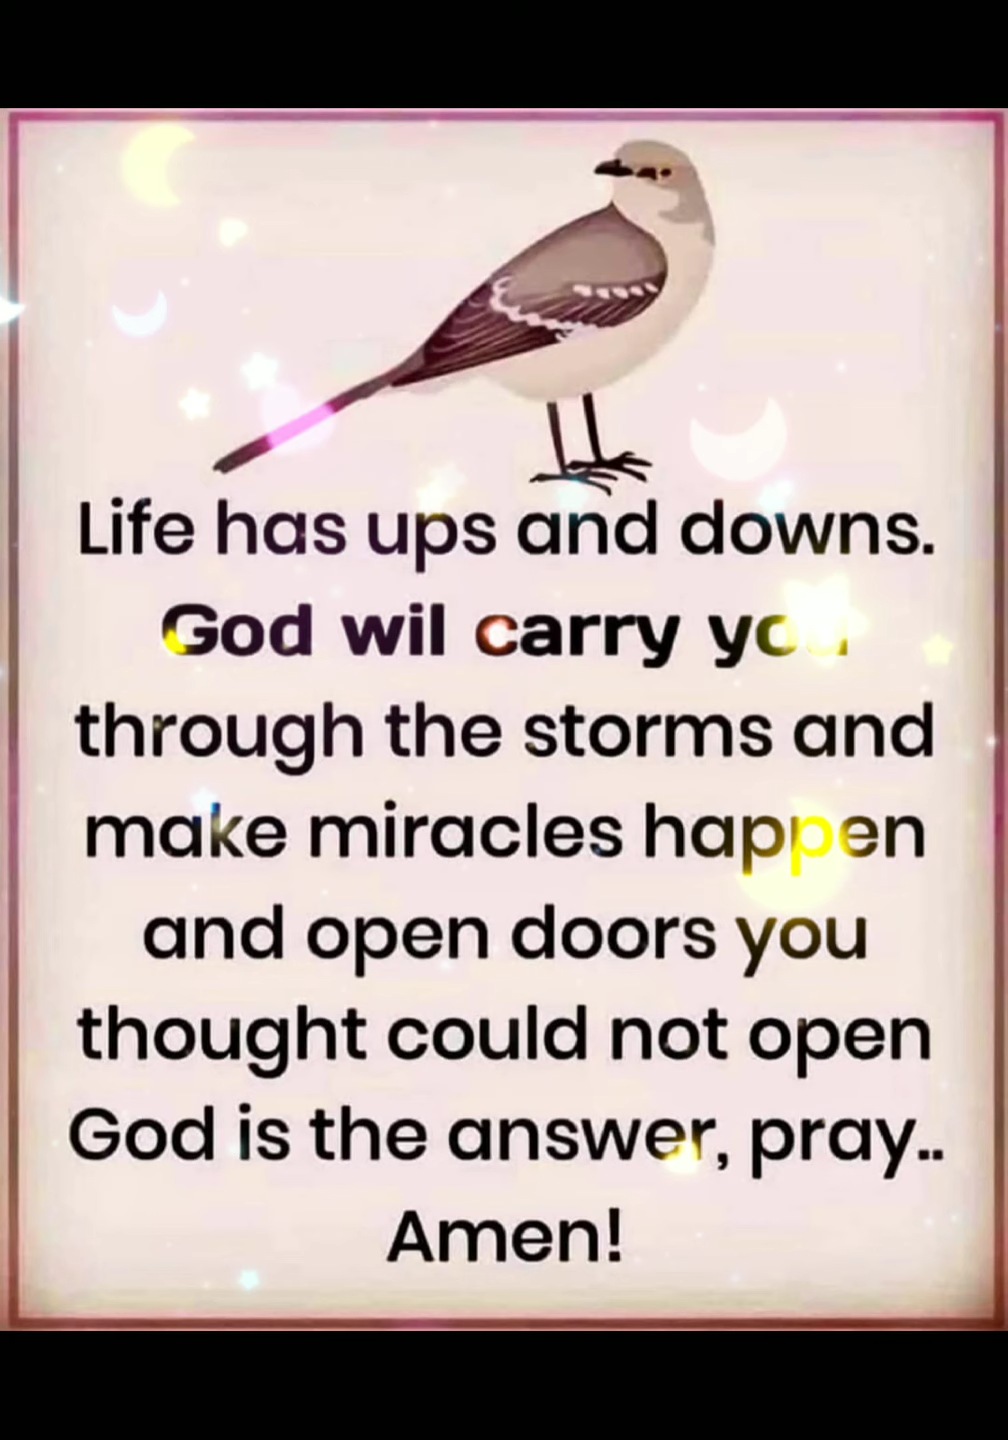 Life has ups and downs.
God wil carry you
through the storms and
make miracles happen
and open doors you
thought could not open
God is the answer, pray..
Amen!